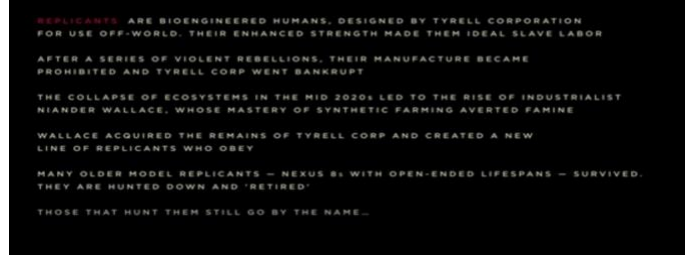 REPLICANTS ARE BIOENGINEERED HUMANS, DESIGNED BY TYRELL CORPORATION
FOR USE OFF-WORLD. THEIR ENHANCED STRENGTH MADE THEM IDEAL SLAVE LABOR
AFTER A SERIES OF VIOLENT REBELLIONS, THEIR MANUFACTURE BECAME
PROHIBITED AND TYRELL CORP WENT BANKRUPT
THE COLLAPSE OF ECOSYSTEMS IN THE MID 2020s LED TO THE RISE OF INDUSTRIALIST
NIANDER WALLACE, WHOSE MASTERY OF SYNTHETIC FARMING AVERTED FAMINE
WALLACE ACQUIRED THE REMAINS OF TYRELL CORP AND CREATED A NEW
LINE OF REPLICANTS WHO OBEY
MANY OLDER MODEL REPLICANTS — NEXUS 8s WITH OPEN-ENDED LIFESPANS — SURVIVED.
THEY ARE HUNTED DOWN AND 'RETIRED'
THOSE THAT HUNT THEM STILL GO BY THE NAME…